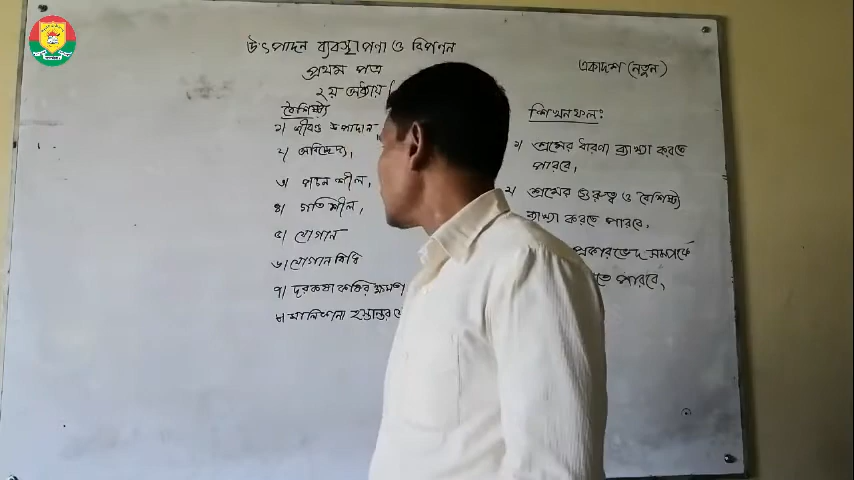 উৎপাদন ব্যবস্থাপনা ও বিপণন
প্রথম পত্র
২য় অধ্যায়
একাদশ (নতুন)
বৈশিষ্ট্য
১) জীবন্ত উপাদান,
২) অবিচ্ছেদ্য,
৩) পচনশীল,
৪) গতিশীল,
৫) যোগান
৬) যোগান বিধি
৭) দরকষাকষির ক্ষমতা
৮) মালিকানা হস্তান্তর
শিখনফলঃ
১) শ্রমের ধারণা ব্যাখ্যা করতে
পারবে,
২) শ্রমের গুরুত্ব ও বৈশিষ্ট্য
ব্যাখ্যা করতে পারবে,
প্রকারভেদ সম্পর্কে
পারবে,